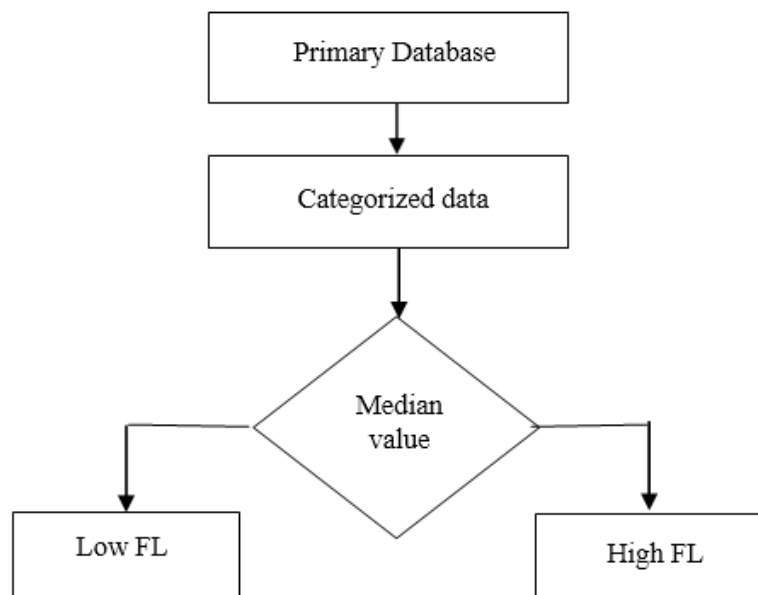 Primary Database
Categorized data
Median
value
Low FL
High FL